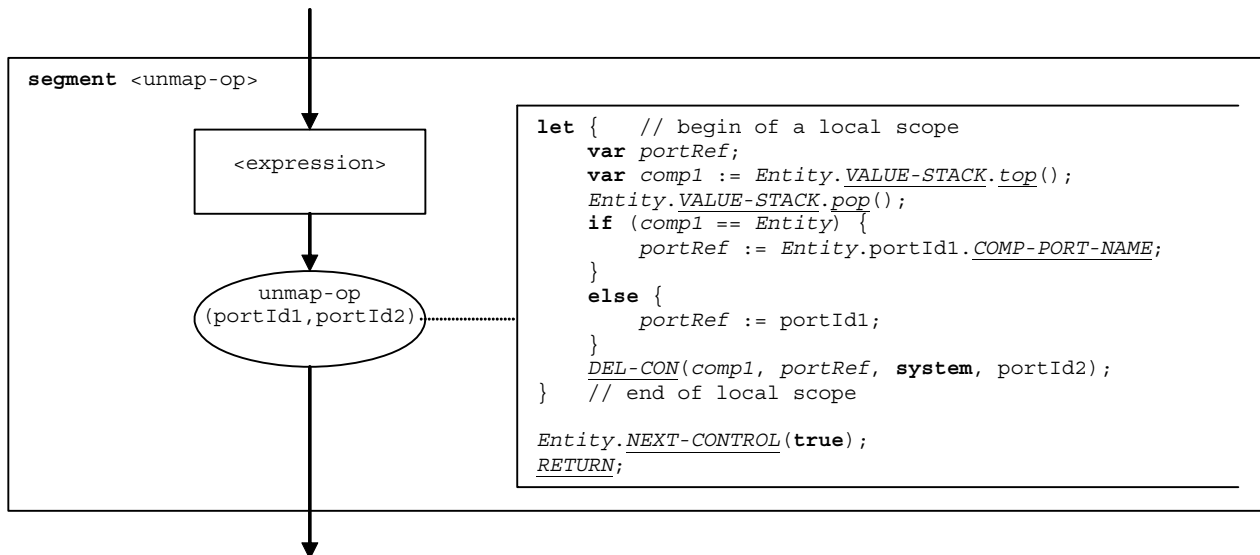 segment <unmap-op>
<expression>
unmap-op
(portId1,portId2)
let { // begin of a local scope
var portRef;
var comp1 := Entity.VALUE-STACK.top();
Entity.VALUE-STACK.pop();
if (comp1 == Entity) {
portRef := Entity.portId1.COMP-PORT-NAME;
}
else {
portRef := portId1;
}
DEL-CON(comp1, portRef, system, portId2);
} // end of local scope
Entity.NEXT-CONTROL(true);
RETURN;